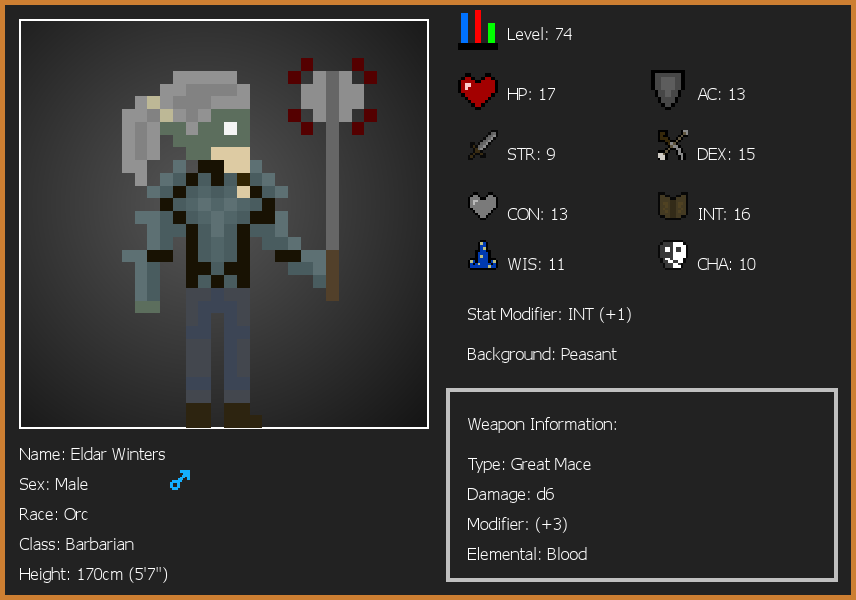 Level: 74
HP: 17
AC: 13
STR: 9
DEX: 15
CON: 13
INT: 16
WIS: 11
CHA: 10
Stat Modifier: INT (+1)
Background: Peasant
Weapon Information:
Type: Great Mace
Damage: d6
Modifier: (+3)
Elemental: Blood
Name: Eldar Winters
Sex: Male
Race: Orc
Class: Barbarian
Height: 170cm (5'7")